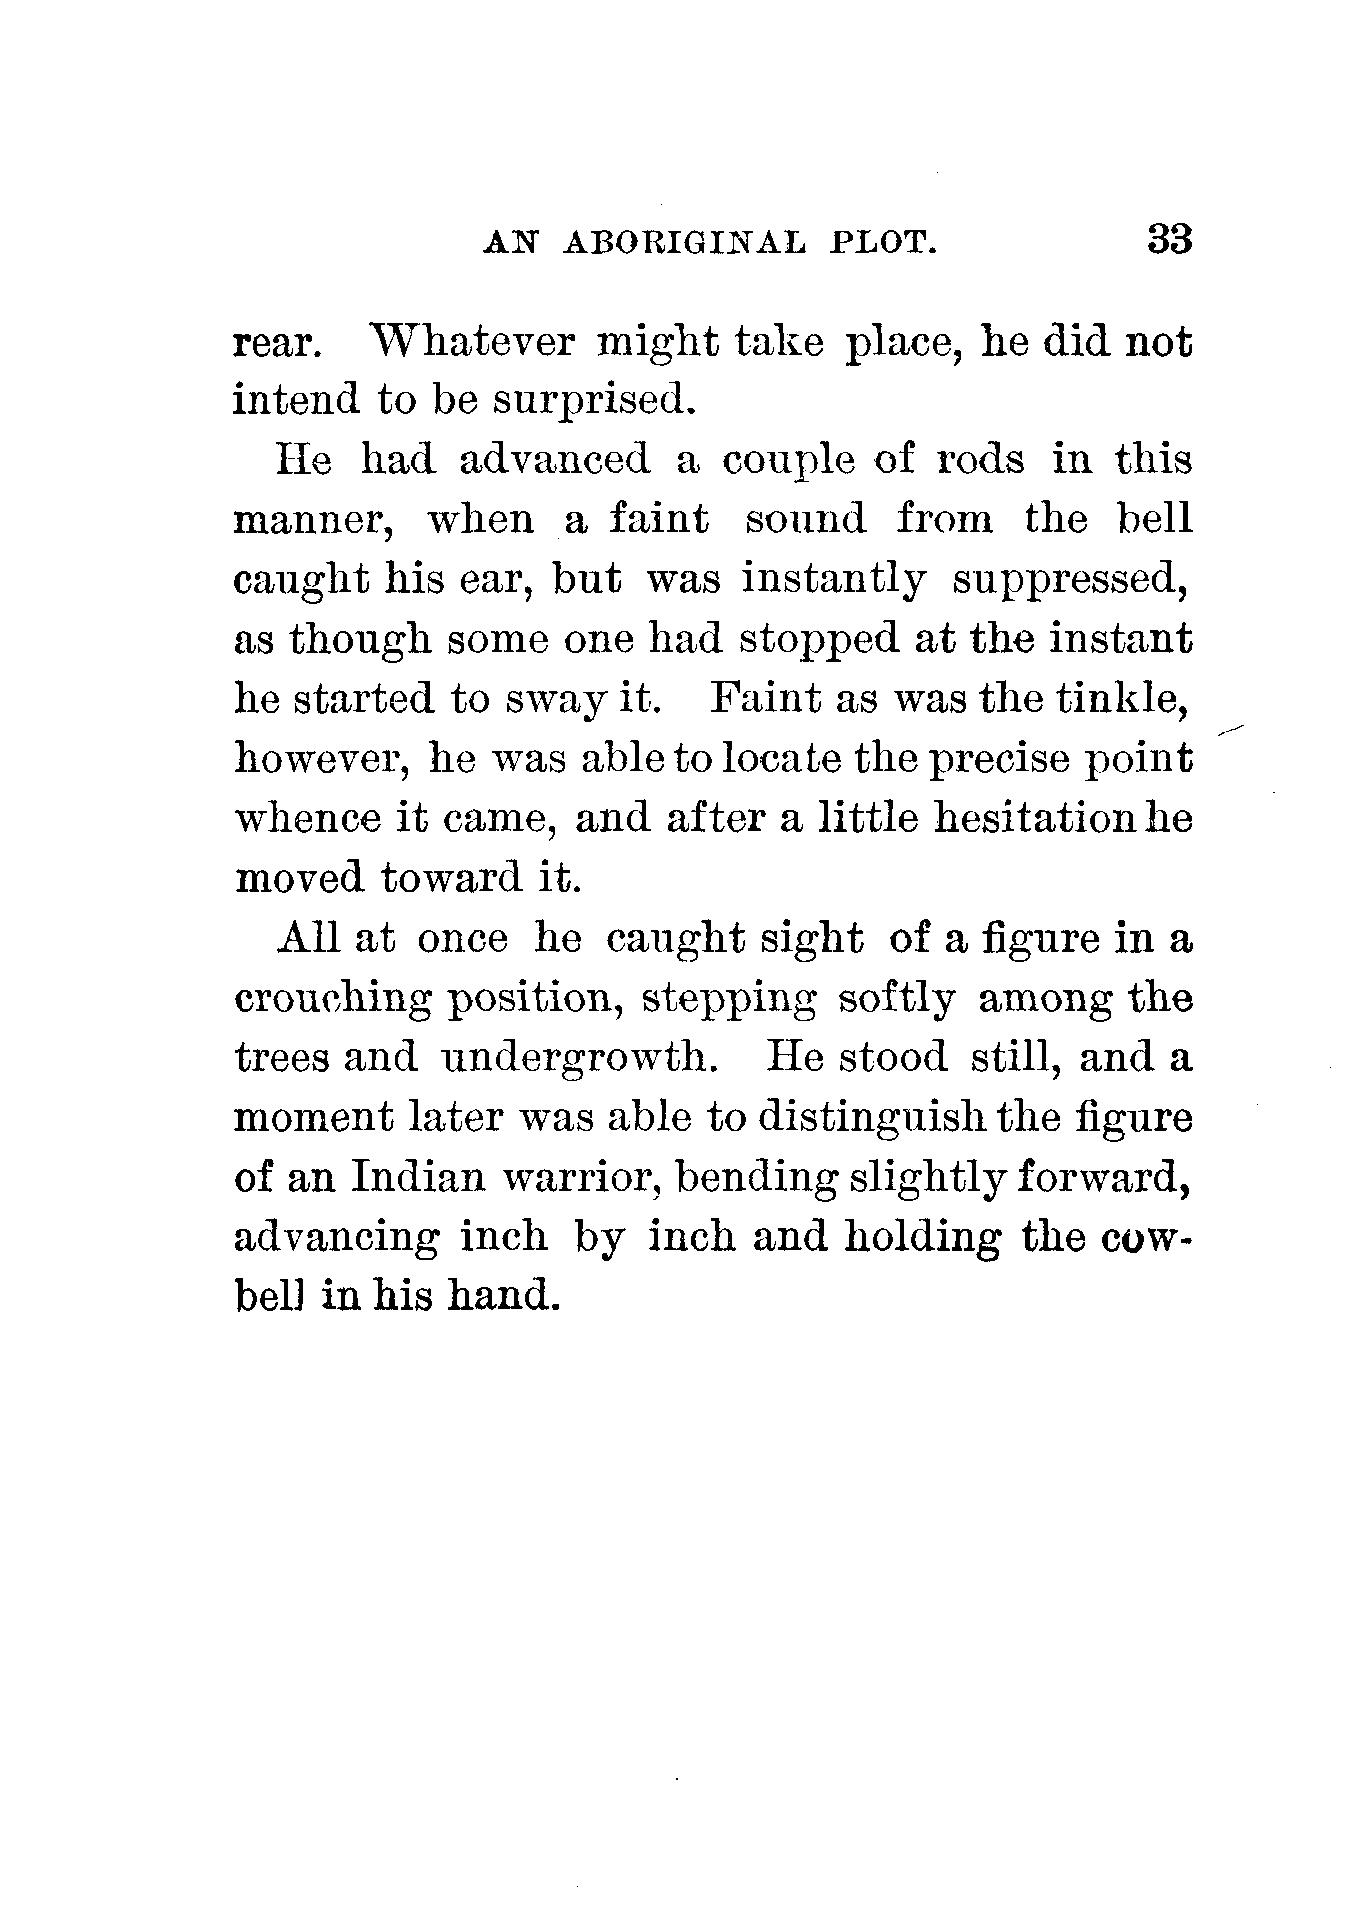 AN ABORIGINAL PLOT. 33
rear. Whatever might take place, he did not
intend to be surprised.
He had advanced a couple of rods in this
manner, when a faint sound from the bell
caught his ear, but was instantly suppressed,
as though some one had stopped at the instant
he started to sway it. Faint as was the tinkle,
however, he was able to locate the precise point
whence it came, and after a little hesitation he
moved toward it.
All at once he caught sight of a figure in a
crouching position, stepping softly among the
trees and undergrowth. He stood still, and a
moment later was able to distinguish the figure
of an Indian warrior, bending slightly forward,
advancing inch by inch and holding the cow-
bell in his hand.